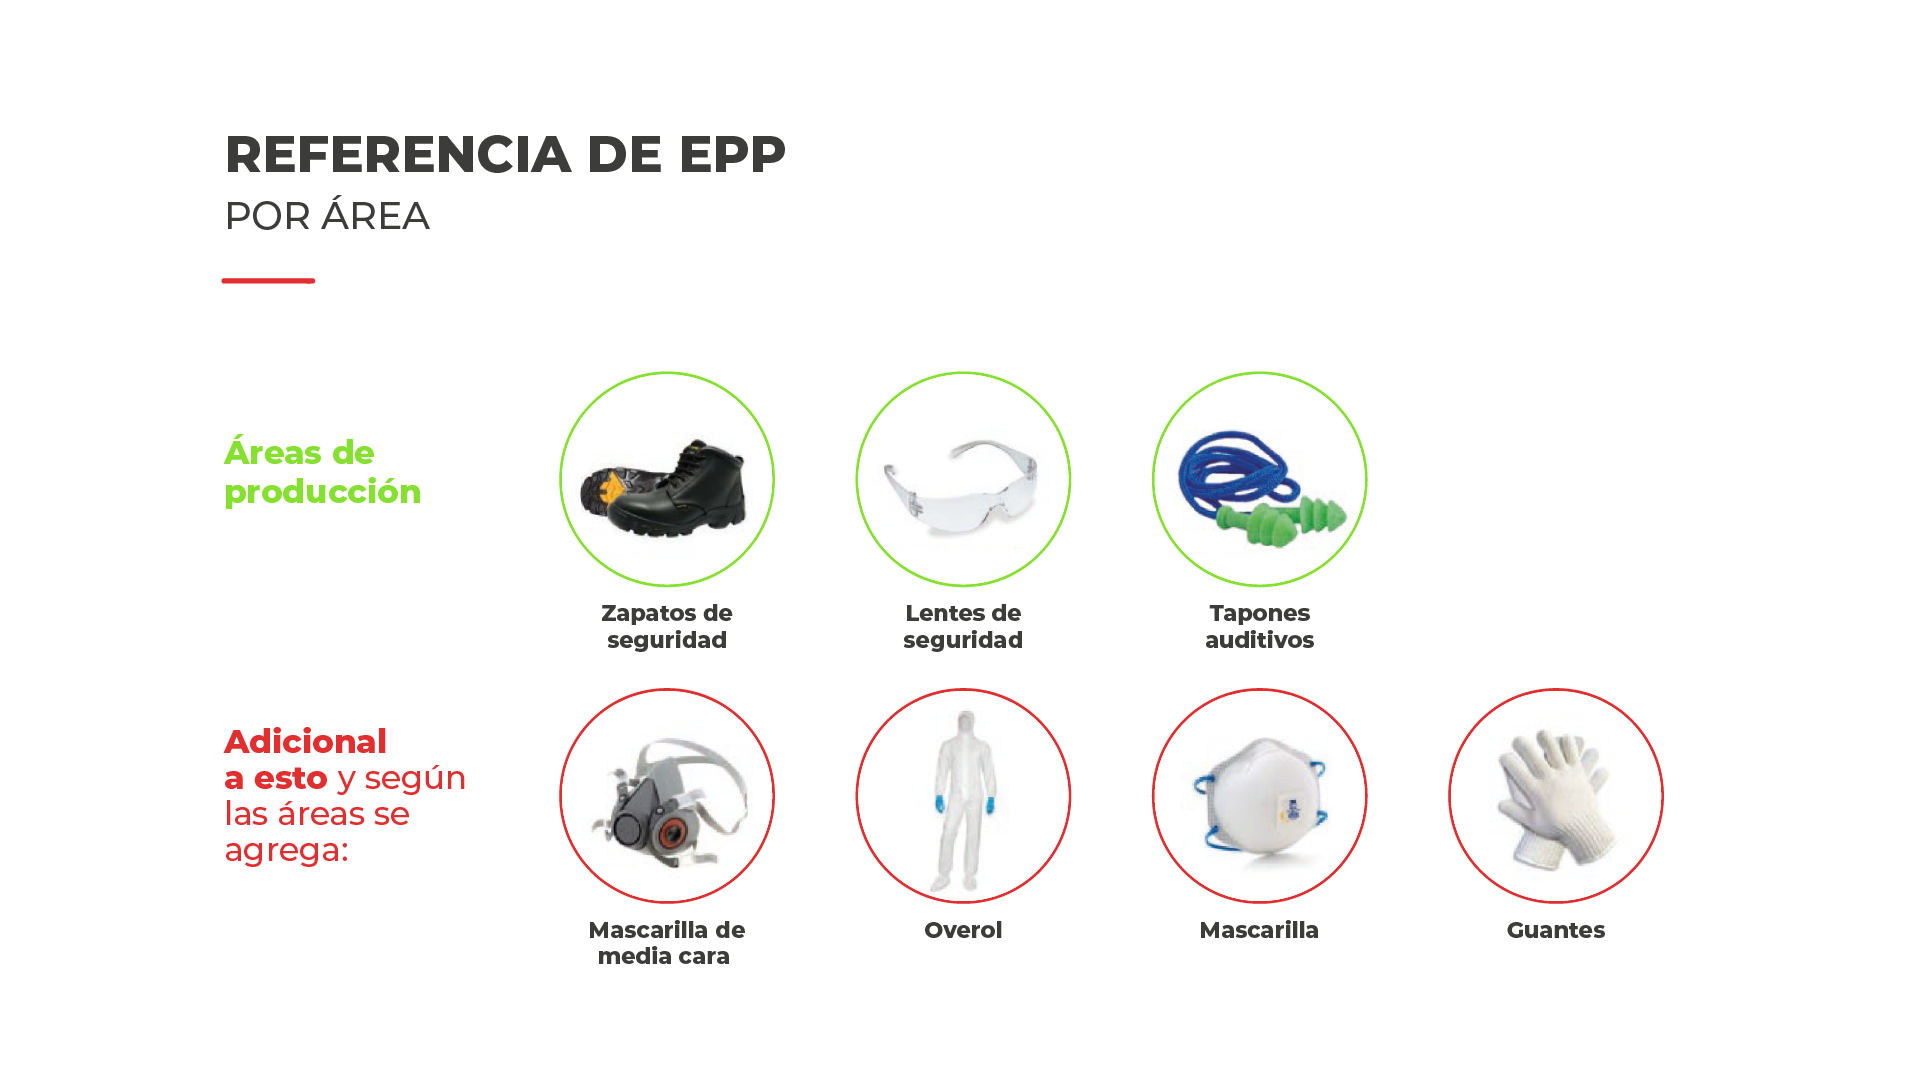 REFERENCIA DE EPP
POR ÁREA
Áreas de
producción
Zapatos de
seguridad
Lentes de
seguridad
Tapones
auditivos
Adicional
a esto y según
las áreas se
agrega:
Mascarilla de
media cara
Overol
Mascarilla
Guantes